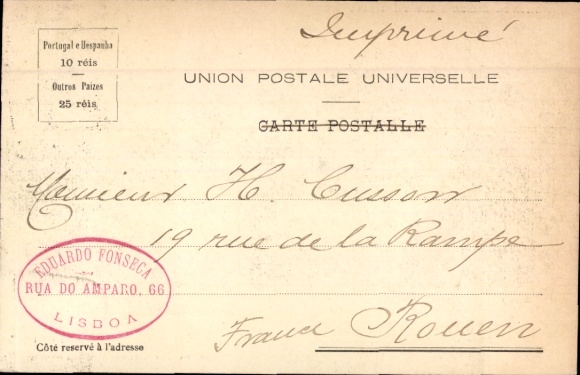 Imprimé
Portugal e Hespanha
10 réis
Outros Paizes
25 réis
UNION POSTALE UNIVERSELLE
CARTE POSTALLE
Monsieur H. Cusson
19 rue de la Rampe
EDUARDO FONSECA
RUA DO AMPARO, 66
LISBOA
France Rouen
Côté reservé à l'adresse